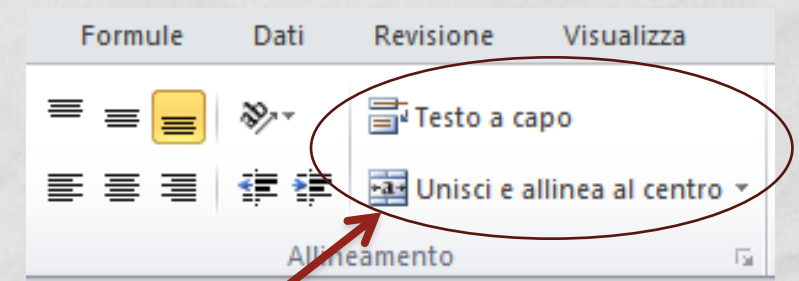 Formule Dati Revisione Visualizza
Testo a capo
Unisci e allinea al centro
Allineamento